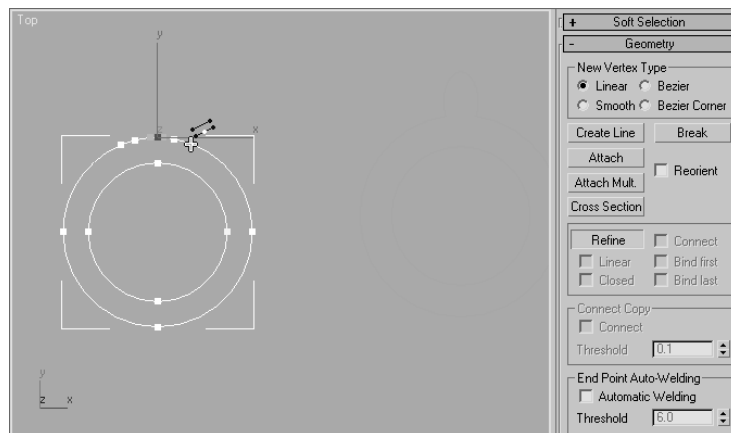 Top
y
z
x
y
z x
+ Soft Selection
- Geometry
New Vertex Type
Linear Bezier
Smooth Bezier Corner
Create Line Break
Attach
Reorient
Attach Mult.
Cross Section
Refine Connect
Linear Bind first
Closed Bind last
Connect Copy
Connect
Threshold 0.1
End Point Auto-Welding
Automatic Welding
Threshold 6.0